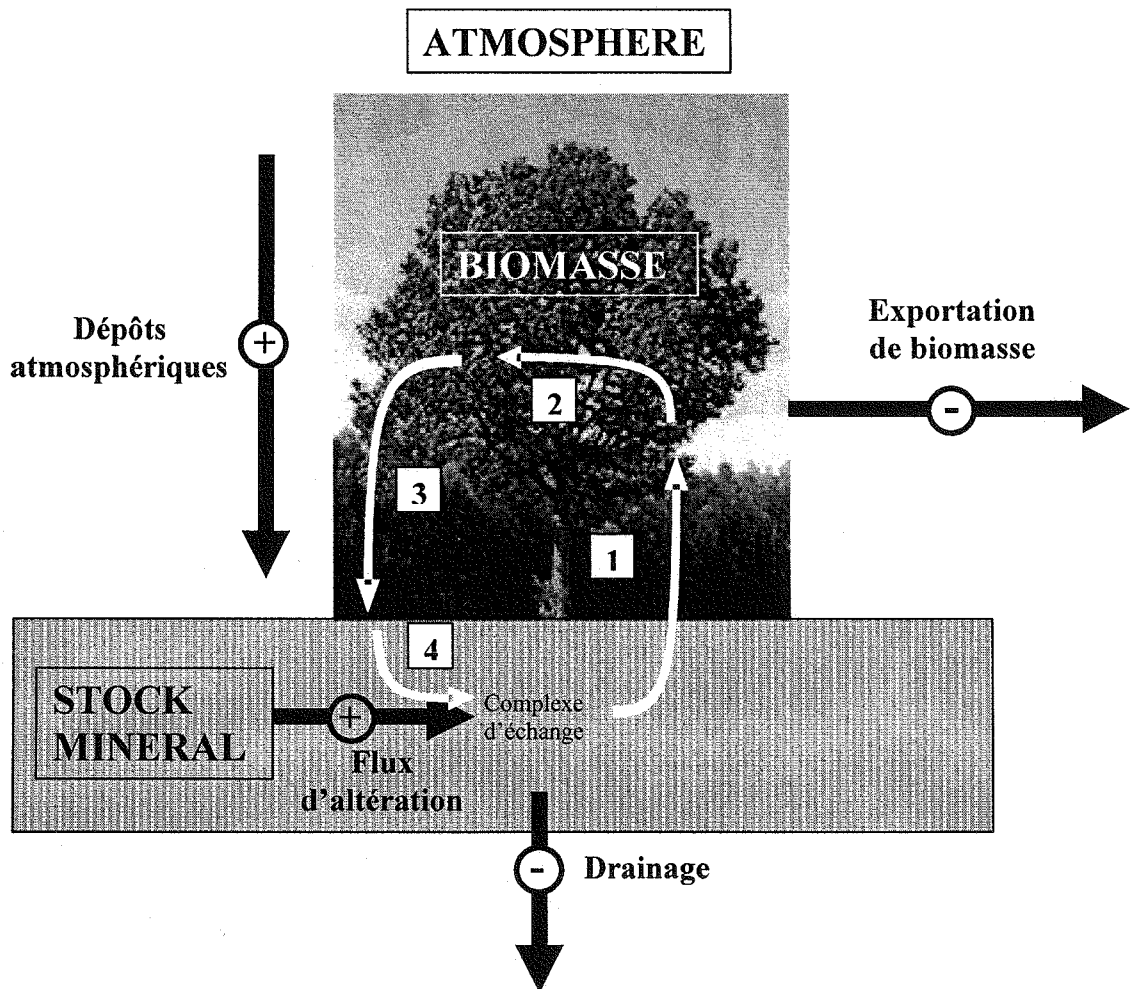 ATMOSPHERE
BIOMASSE
Dépôts
atmosphériques
+
Exportation
de biomasse
-
2
3
1
4
STOCK
MINERAL
+
Complexe
d'échange
Flux
d'altération
-
Drainage